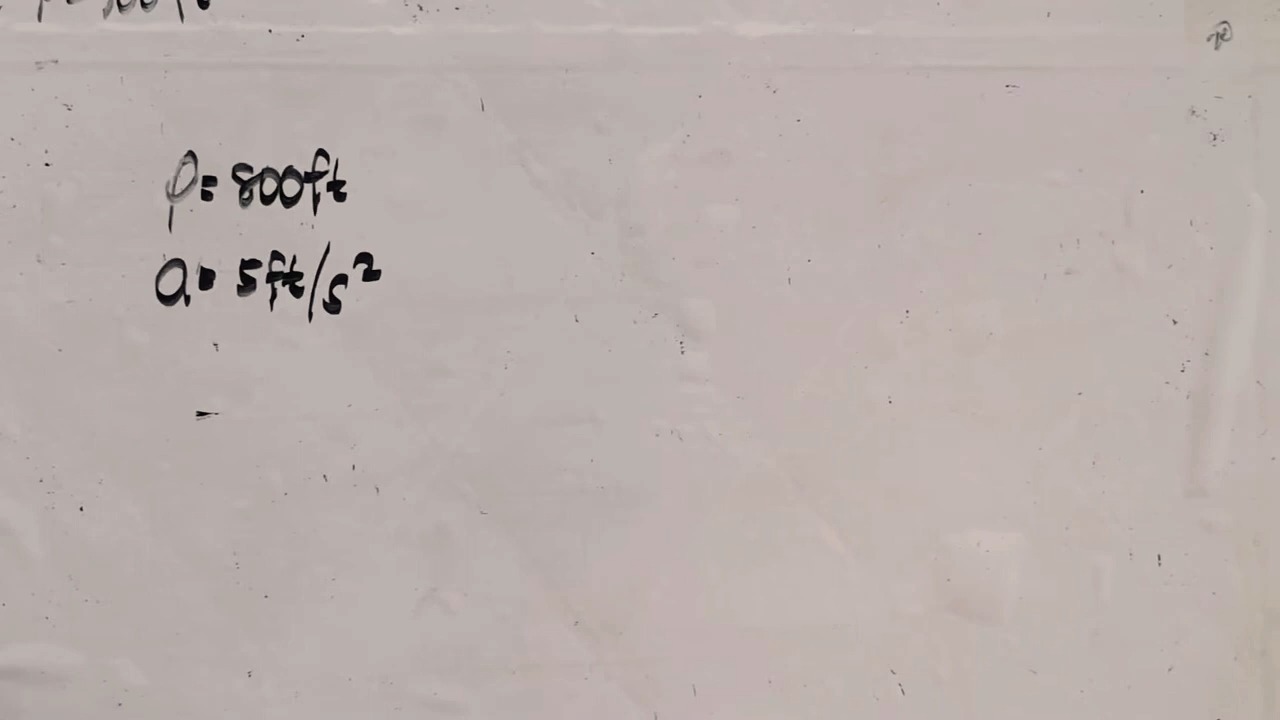 ρ= 800ft
a= 5ft/s²